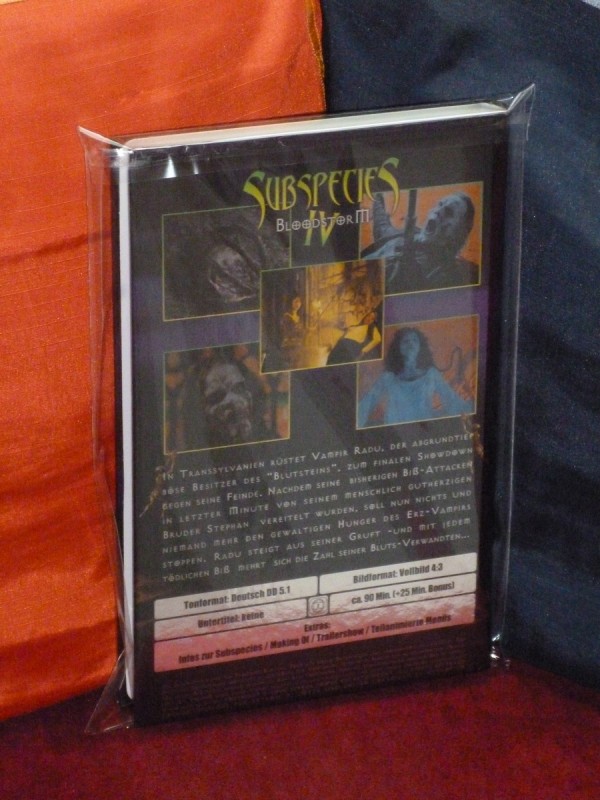 SUBSPECIES
IV
BLOODSTORM
IN TRANSSYLVANIEN RÜSTET VAMPIR RADU, DER ABGRUNDTIEF
BÖSE BESITZER DES "BLUTSTEINS", ZUM FINALEN SHOWDOWN
GEGEN SEINE FEINDE. NACHDEM SEINE BISHERIGEN BIß-ATTACKEN
IN LETZTER MINUTE VON SEINEM MENSCHLICH GUTHERZIGEN
BRUDER STEPHAN VEREITELT WURDEN, SOLL NUN NICHTS UND
NIEMAND MEHR DEN GEWALTIGEN HUNGER DES ERZ-VAMPIRS
STOPPEN. RADU STEIGT AUS SEINER GRUFT -UND MIT JEDEM
TÖDLICHEN BIß MEHRT SICH DIE ZAHL SEINER BLUTS-VERWANDTEN...
Tonformat: Deutsch DD 5.1
Bildformat: Vollbild 4:3
Untertitel: keine
ca. 90 Min. (+25 Min. Bonus)
Extras:
Infos zur Subspecies / Making Of / Trailershow / Teilanimierte Menüs